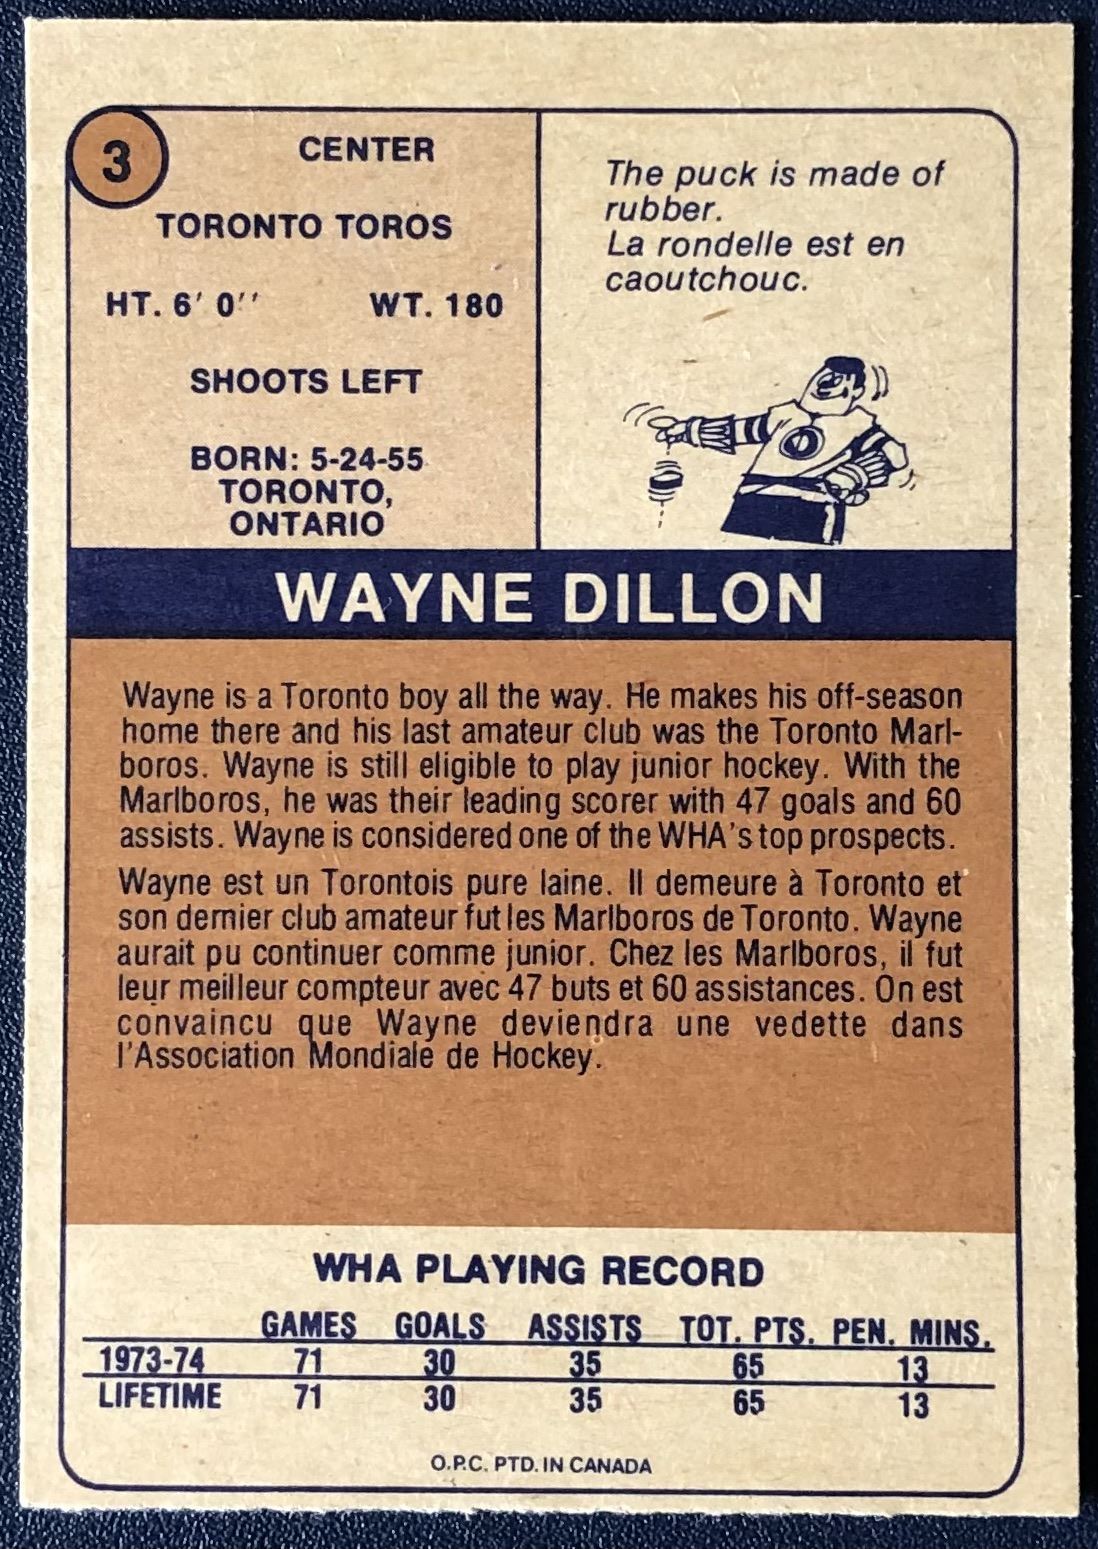 3
CENTER
TORONTO TOROS
HT. 6' 0'' WT. 180
SHOOTS LEFT
BORN: 5-24-55
TORONTO,
ONTARIO
The puck is made of
rubber.
La rondelle est en
caoutchouc.
WAYNE DILLON
Wayne is a Toronto boy all the way. He makes his off-season
home there and his last amateur club was the Toronto Marl-
boros. Wayne is still eligible to play junior hockey. With the
Marlboros, he was their leading scorer with 47 goals and 60
assists. Wayne is considered one of the WHA's top prospects.
Wayne est un Torontois pure laine. Il demeure à Toronto et
son dernier club amateur fut les Marlboros de Toronto. Wayne
aurait pu continuer comme junior. Chez les Marlboros, il fut
leur meilleur compteur avec 47 buts et 60 assistances. On est
convaincu que Wayne deviendra une vedette dans
l'Association Mondiale de Hockey.
WHA PLAYING RECORD
GAMES GOALS ASSISTS TOT. PTS. PEN. MINS.
1973-74 71 30 35 65 13
LIFETIME 71 30 35 65 13
O.P.C. PTD. IN CANADA